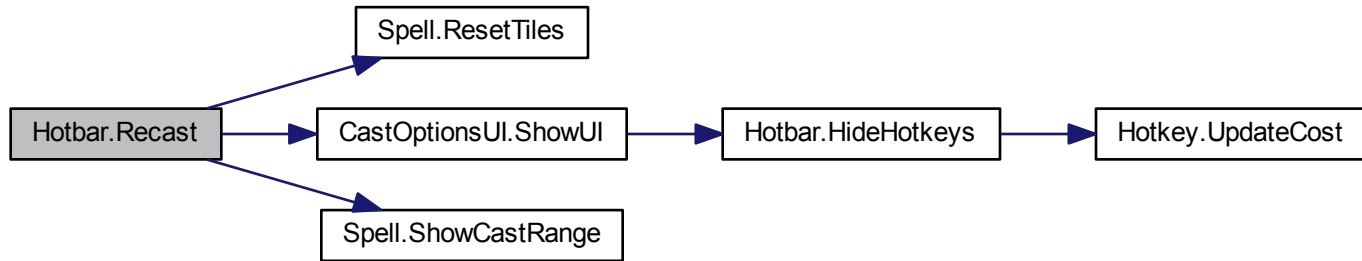 Spell.ResetTiles
Hotbar.Recast
CastOptionsUI.ShowUI
Hotbar.HideHotkeys
Hotkey.UpdateCost
Spell.ShowCastRange